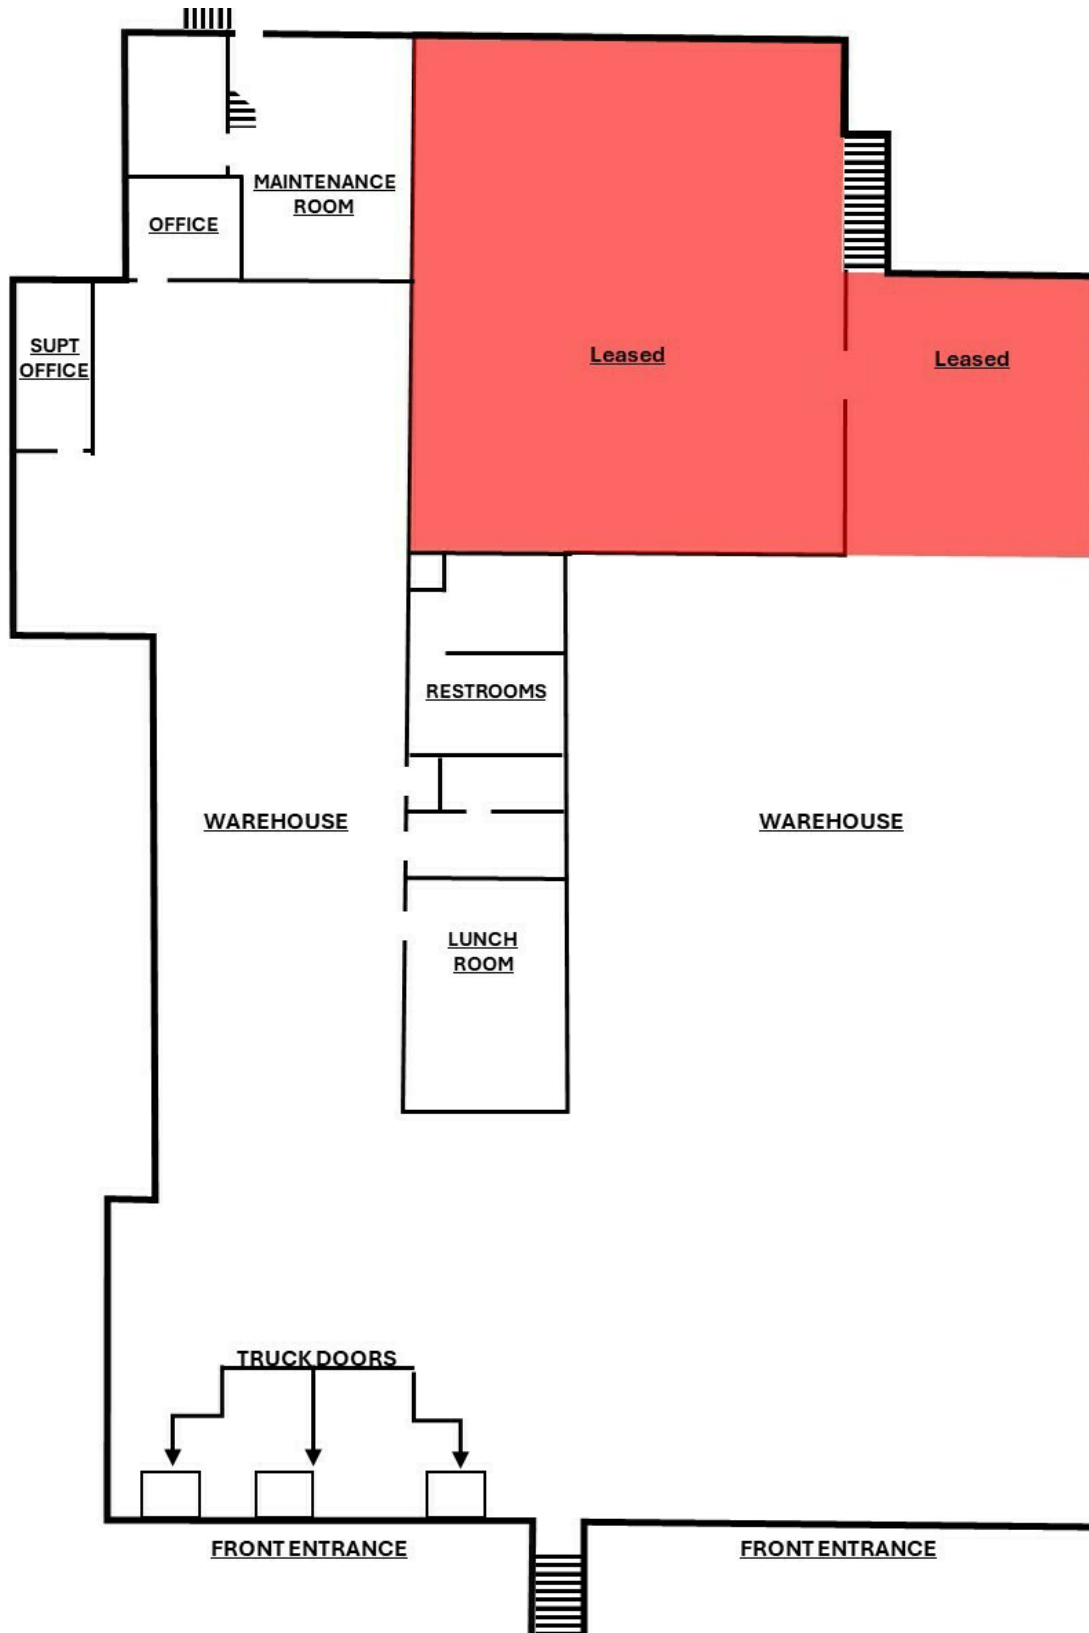 MAINTENANCE
ROOM
OFFICE
SUPT
OFFICE
Leased
Leased
RESTROOMS
WAREHOUSE
WAREHOUSE
LUNCH
ROOM
TRUCK DOORS
FRONT ENTRANCE
FRONT ENTRANCE